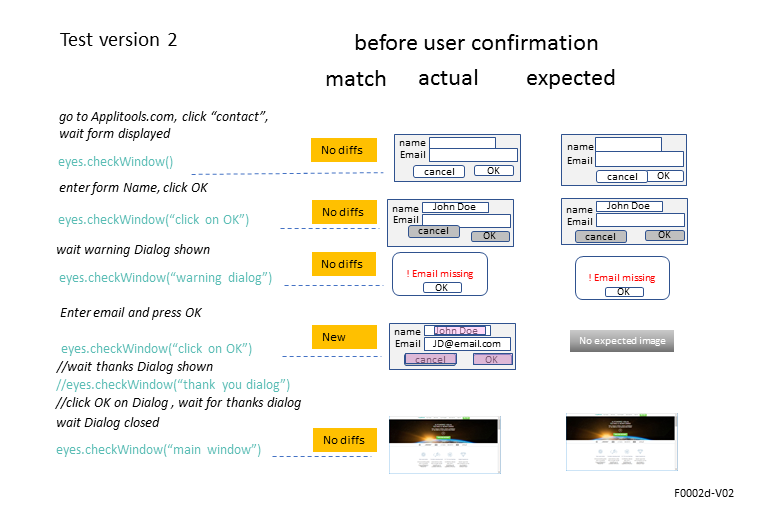 Test version 2
before user confirmation
match actual expected
go to Applitools.com, click “contact”,
wait form displayed
No diffs
name
Email
cancel OK
name
Email
cancel OK
eyes.checkWindow()
enter form Name, click OK
No diffs
name John Doe
Email
cancel OK
name John Doe
Email
cancel OK
eyes.checkWindow(“click on OK”)
wait warning Dialog shown
No diffs
! Email missing
OK
! Email missing
OK
eyes.checkWindow(“warning dialog”)
Enter email and press OK
New
name John Doe
Email JD@email.com
cancel OK
No expected image
eyes.checkWindow(“click on OK”)
//wait thanks Dialog shown
//eyes.checkWindow(“thank you dialog”)
//click OK on Dialog , wait for thanks dialog
wait Dialog closed
No diffs
eyes.checkWindow(“main window”)
F0002d-V02